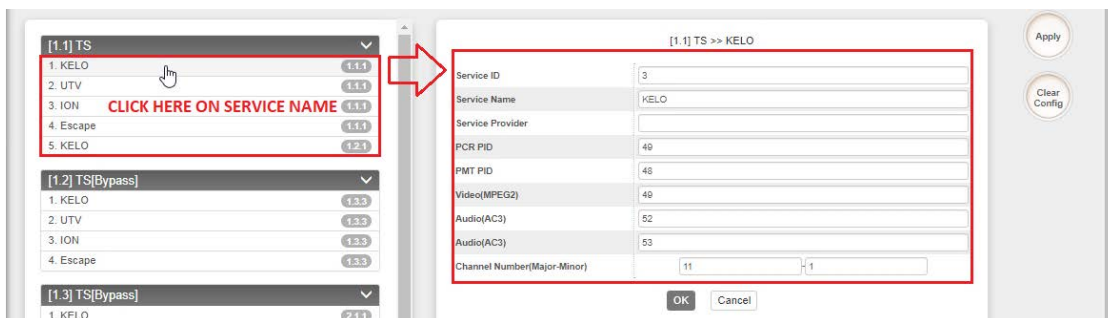 [1.1] TS
1. KELO 1.1.1
2. UTV 1.1.1
3. ION 1.1.1
CLICK HERE ON SERVICE NAME
4. Escape 1.1.1
5. KELO 1.2.1
[1.2] TS[Bypass]
1. KELO 1.3.3
2. UTV 1.3.3
3. ION 1.3.3
4. Escape 1.3.3
[1.3] TS[Bypass]
1. KELO 2.1.1
[1.1] TS >> KELO
Service ID 3
Service Name KELO
Service Provider
PCR PID 49
PMT PID 48
Video(MPEG2) 49
Audio(AC3) 52
Audio(AC3) 53
Channel Number(Major-Minor) 11 - 1
OK Cancel
Apply
Clear
Config